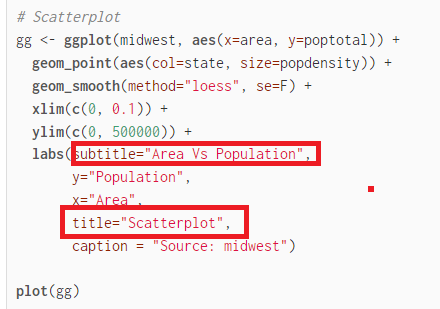 # Scatterplot
gg <- ggplot(midwest, aes(x=area, y=poptotal)) +
  geom_point(aes(col=state, size=popdensity)) +
  geom_smooth(method="loess", se=F) +
  xlim(c(0, 0.1)) +
  ylim(c(0, 500000)) +
  labs(subtitle="Area Vs Population",
       y="Population",
       x="Area",
       title="Scatterplot",
       caption = "Source: midwest")
plot(gg)